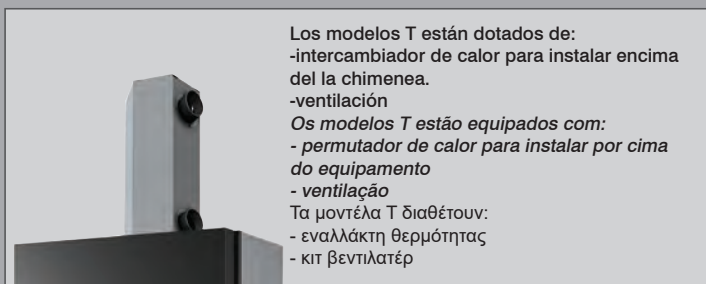 Los modelos T están dotados de:
-intercambiador de calor para instalar encima
del la chimenea.
-ventilación
Os modelos T estão equipados com:
- permutador de calor para instalar por cima
do equipamento
- ventilação
Τα μοντέλα Τ διαθέτουν:
- εναλλάκτη θερμότητας
- κιτ βεντιλατέρ